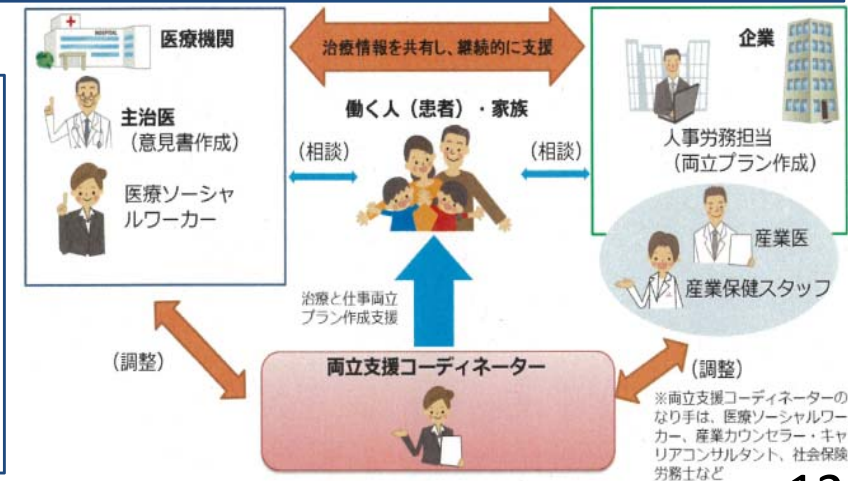 HOSPITAL
医療機関
治療情報を共有し、継続的に支援
企業
主治医
(意見書作成)
医療ソーシャ
ルワーカー
働く人(患者)・家族
(相談)
(相談)
人事労務担当
(両立プラン作成)
産業医
産業保健スタッフ
治療と仕事両立
プラン作成支援
(調整)
両立支援コーディネーター
(調整)
※両立支援コーディネーターの
なり手は、医療ソーシャルワー
カー、産業カウンセラー・キャ
リアコンサルタント、社会保険
労務士など